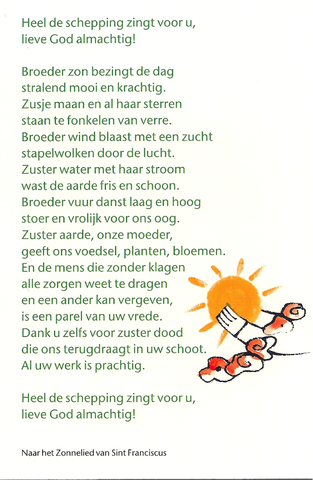 Heel de schepping zingt voor u,
lieve God almachtig!
Broeder zon bezingt de dag
stralend mooi en krachtig.
Zusje maan en al haar sterren
staan te fonkelen van verre.
Broeder wind blaast met een zucht
stapelwolken door de lucht.
Zuster water met haar stroom
wast de aarde fris en schoon.
Broeder vuur danst laag en hoog
stoer en vrolijk voor ons oog.
Zuster aarde, onze moeder,
geeft ons voedsel, planten, bloemen.
En de mens die zonder klagen
alle zorgen weet te dragen
en een ander kan vergeven,
is een parel van uw vrede.
Dank u zelfs voor zuster dood
die ons terugdraagt in uw schoot.
Al uw werk is prachtig.
Heel de schepping zingt voor u,
lieve God almachtig!
Naar het Zonnelied van Sint Franciscus